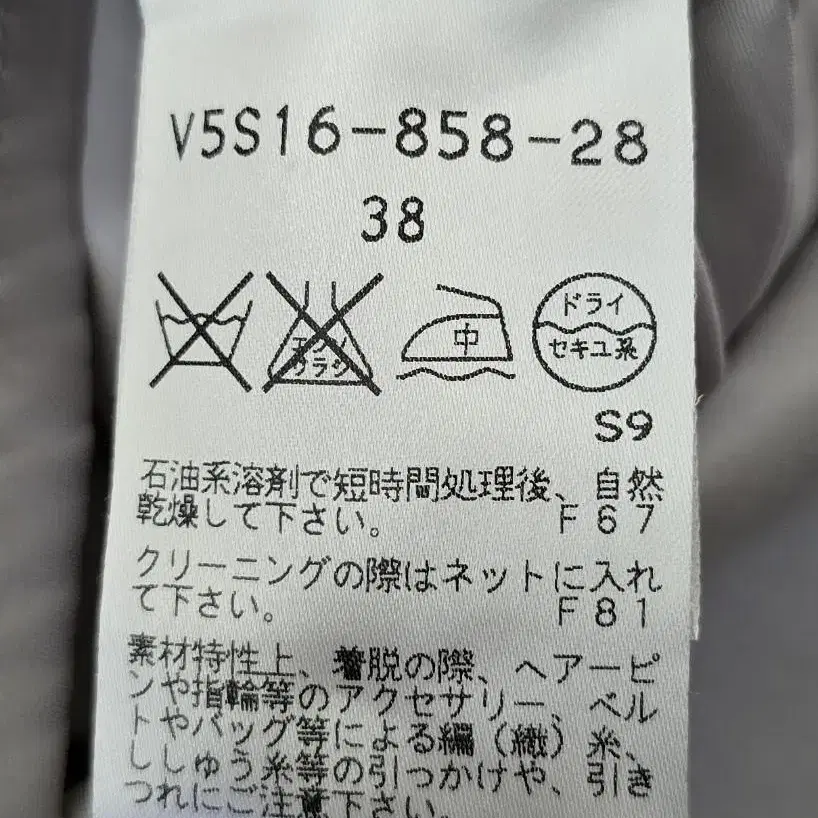 V5S16-858-28
38
エンソ
サラシ
中
ドライ
セキユ系
S9
石油系溶剤で短時間処理後、自然
乾燥して下さい。 F67
クリーニングの際はネットに入れ
て下さい。 F81
素材特性上、着脱の際、ヘアーピ
ンや指輪等のアクセサリー、ベル
トやバッグ等による編（織）糸、
ししゅう糸等の引っかけや、引き
つれにご注意下さい。